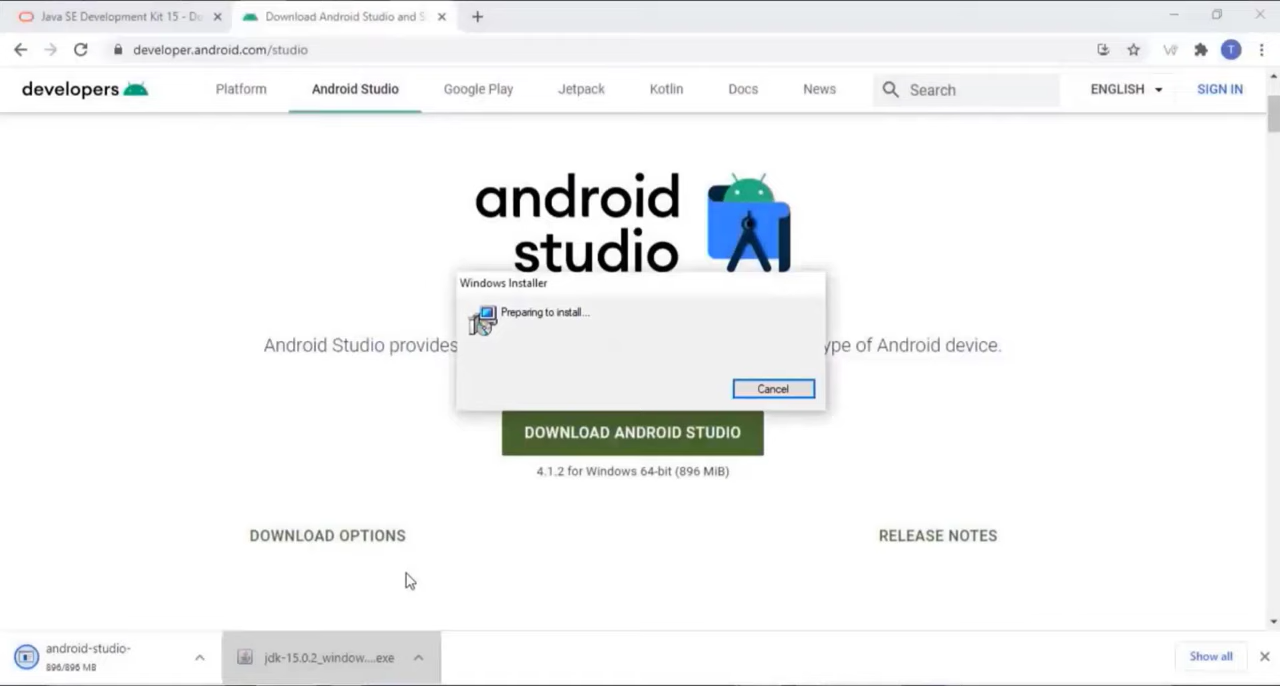 Java SE Development Kit 15 - Do
Download Android Studio and S
developer.android.com/studio
T
developers
Platform
Android Studio
Google Play
Jetpack
Kotlin
Docs
News
Search
ENGLISH
SIGN IN
android
studio
Windows Installer
Preparing to install...
Android Studio provides
ype of Android device.
Cancel
DOWNLOAD ANDROID STUDIO
4.1.2 for Windows 64-bit (896 MiB)
DOWNLOAD OPTIONS
RELEASE NOTES
android-studio-
896/896 MB
jdk-15.0.2_window....exe
Show all